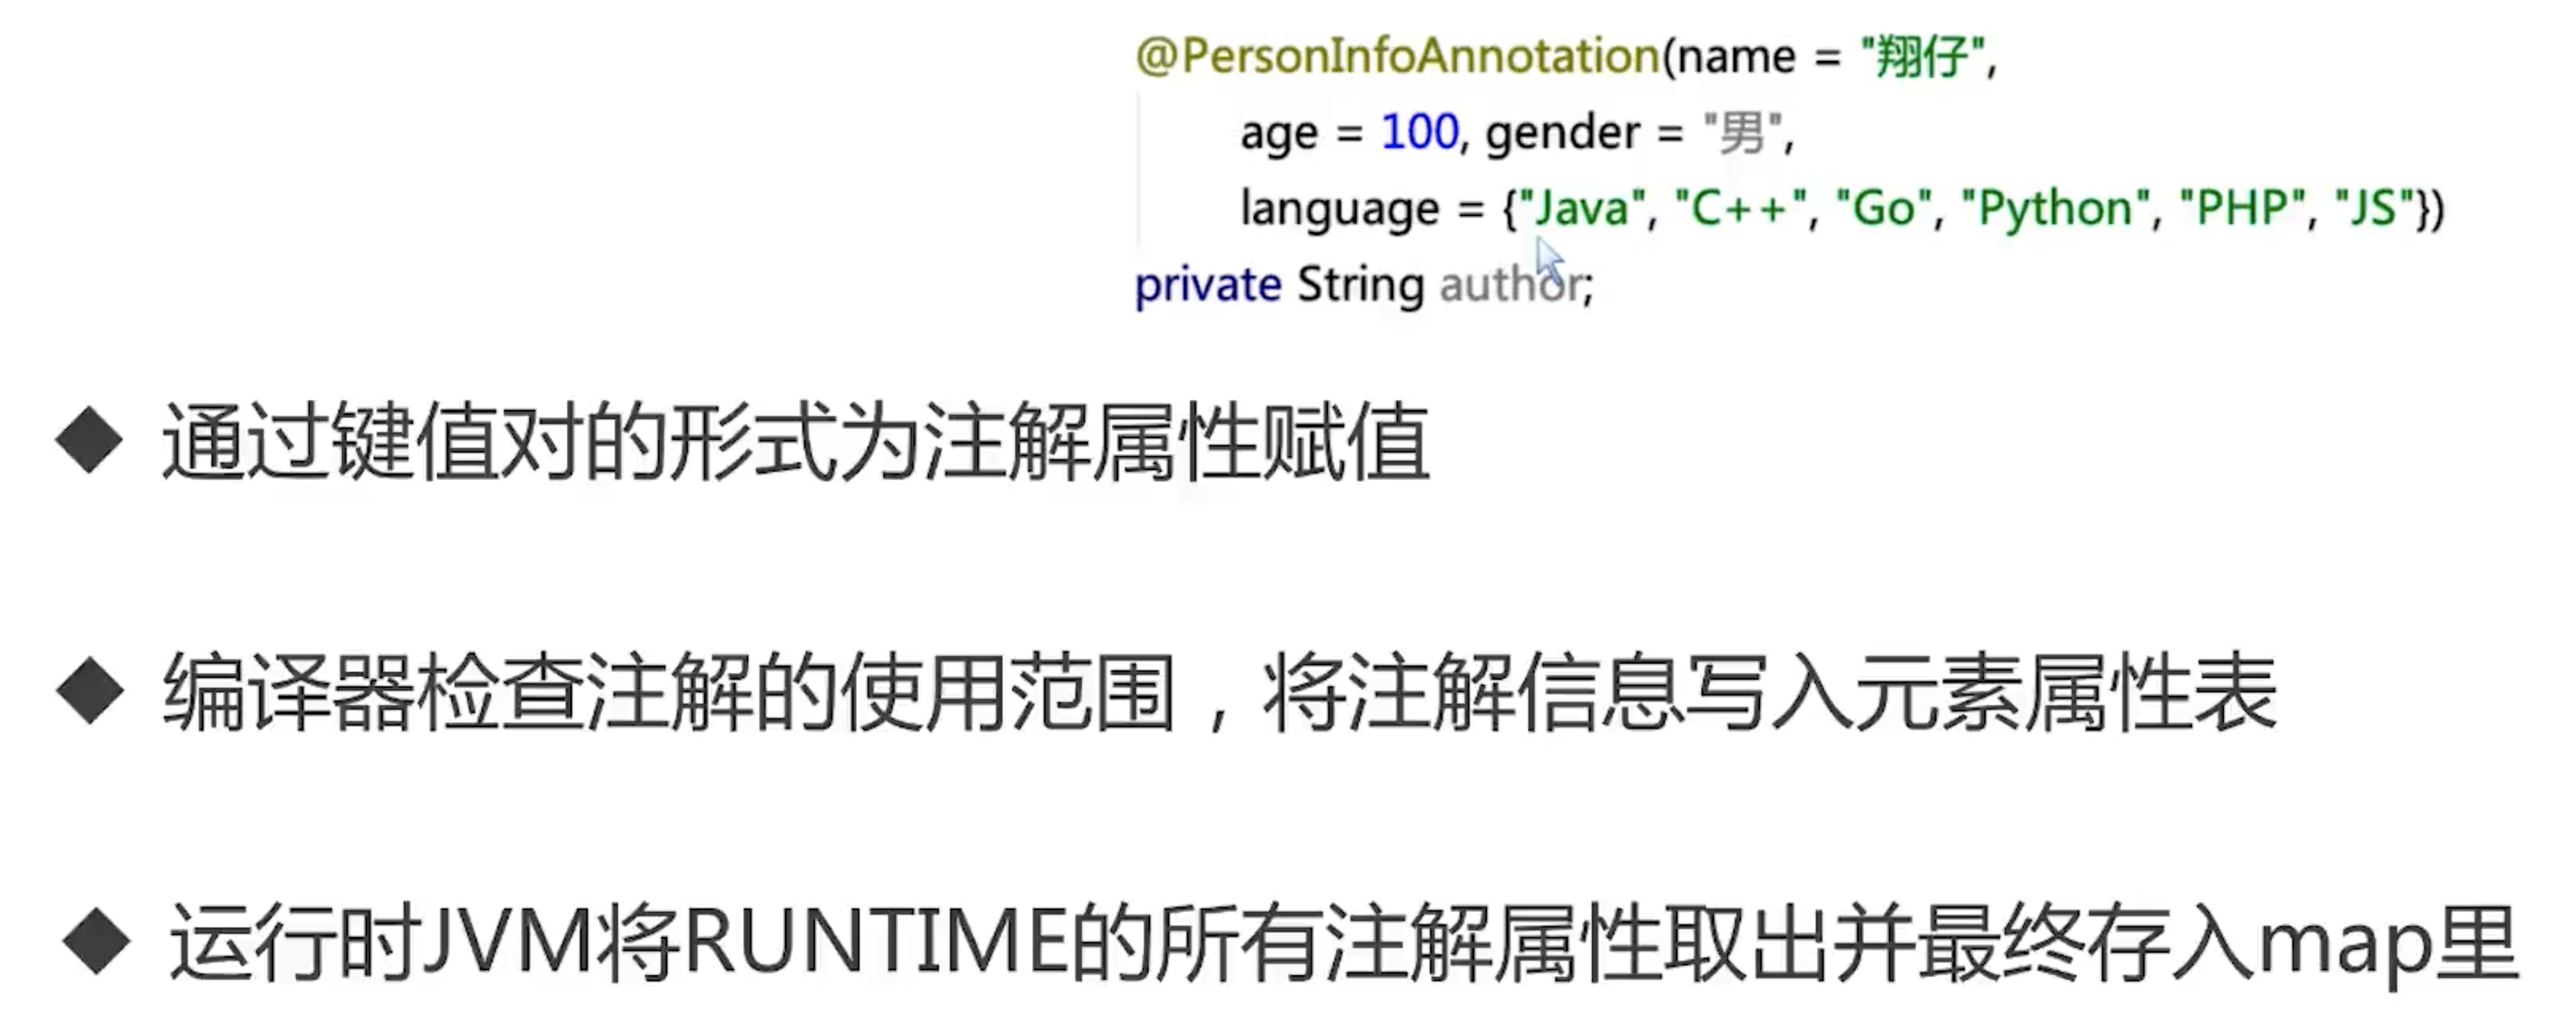 @PersonInfoAnnotation(name = "翔仔",
age = 100, gender = "男",
language = {"Java", "C++", "Go", "Python", "PHP", "JS"})
private String author;
◆ 通过键值对的形式为注解属性赋值
◆ 编译器检查注解的使用范围，将注解信息写入元素属性表
◆ 运行时JVM将RUNTIME的所有注解属性取出并最终存入map里